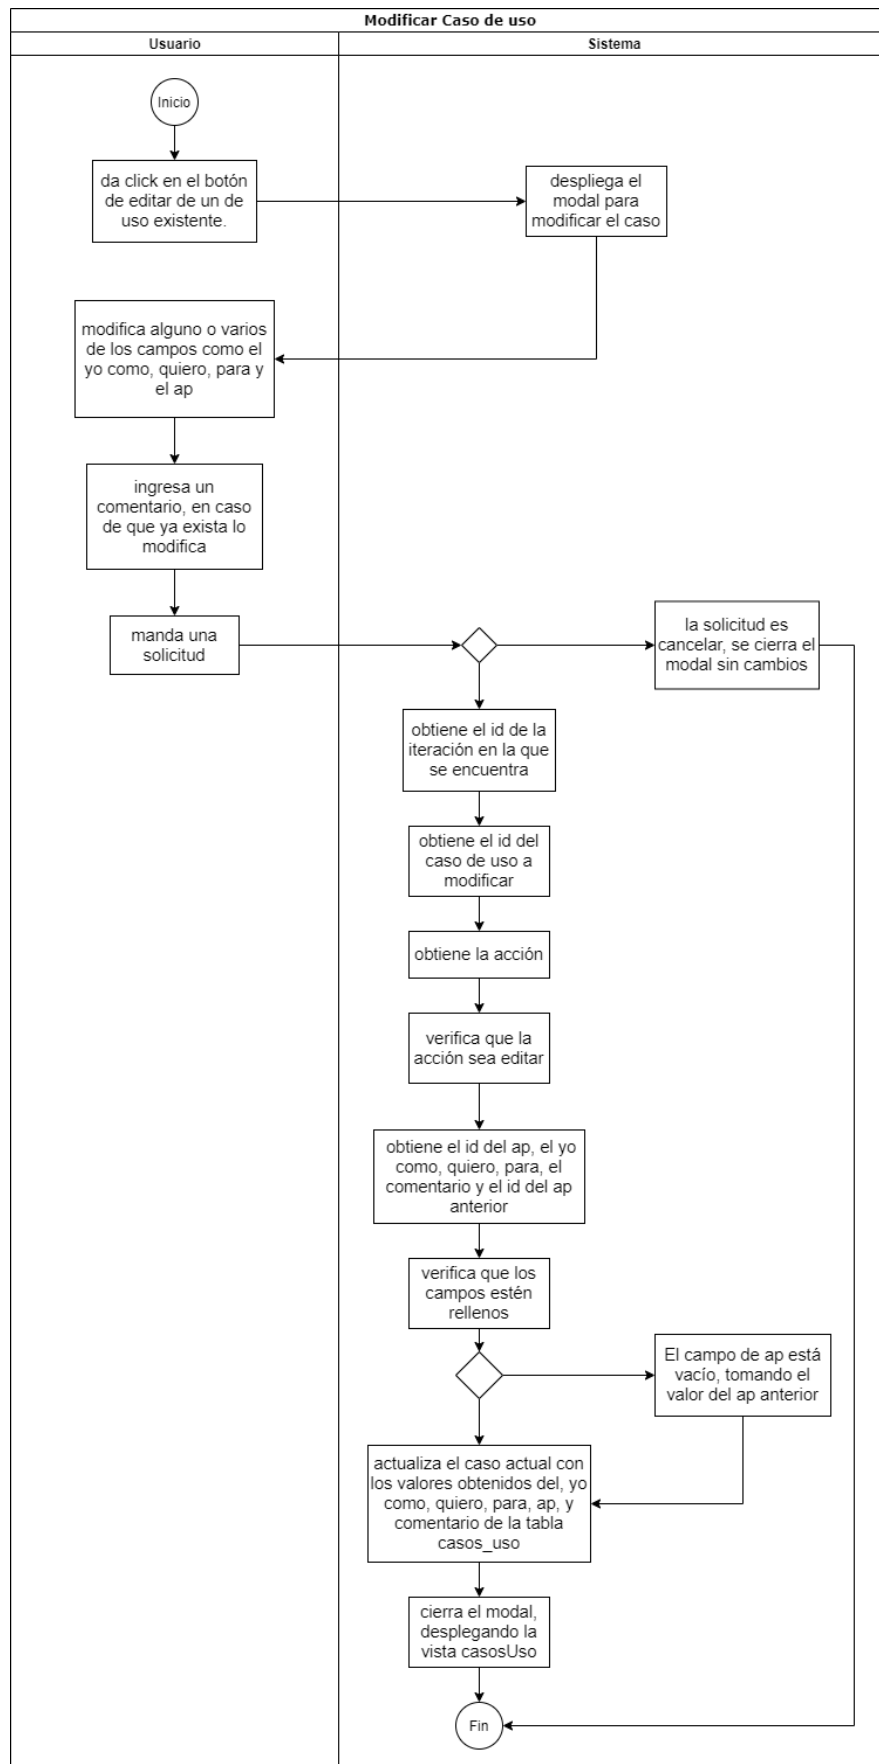 Modificar Caso de uso
Usuario
Sistema
Inicio
da click en el botón
de editar de un de
uso existente.
despliega el
modal para
modificar el caso
modifica alguno o varios
de los campos como el
yo como, quiero, para y
el ap
ingresa un
comentario, en caso
de que ya exista lo
modifica
manda una
solicitud
la solicitud es
cancelar, se cierra el
modal sin cambios
obtiene el id de la
iteración en la que
se encuentra
obtiene el id del
caso de uso a
modificar
obtiene la acción
verifica que la
acción sea editar
obtiene el id del ap, el yo
como, quiero, para, el
comentario y el id del ap
anterior
verifica que los
campos estén
rellenos
El campo de ap está
vacío, tomando el
valor del ap anterior
actualiza el caso actual con
los valores obtenidos del, yo
como, quiero, para, ap, y
comentario de la tabla
casos_uso
cierra el modal,
desplegando la
vista casosUso
Fin